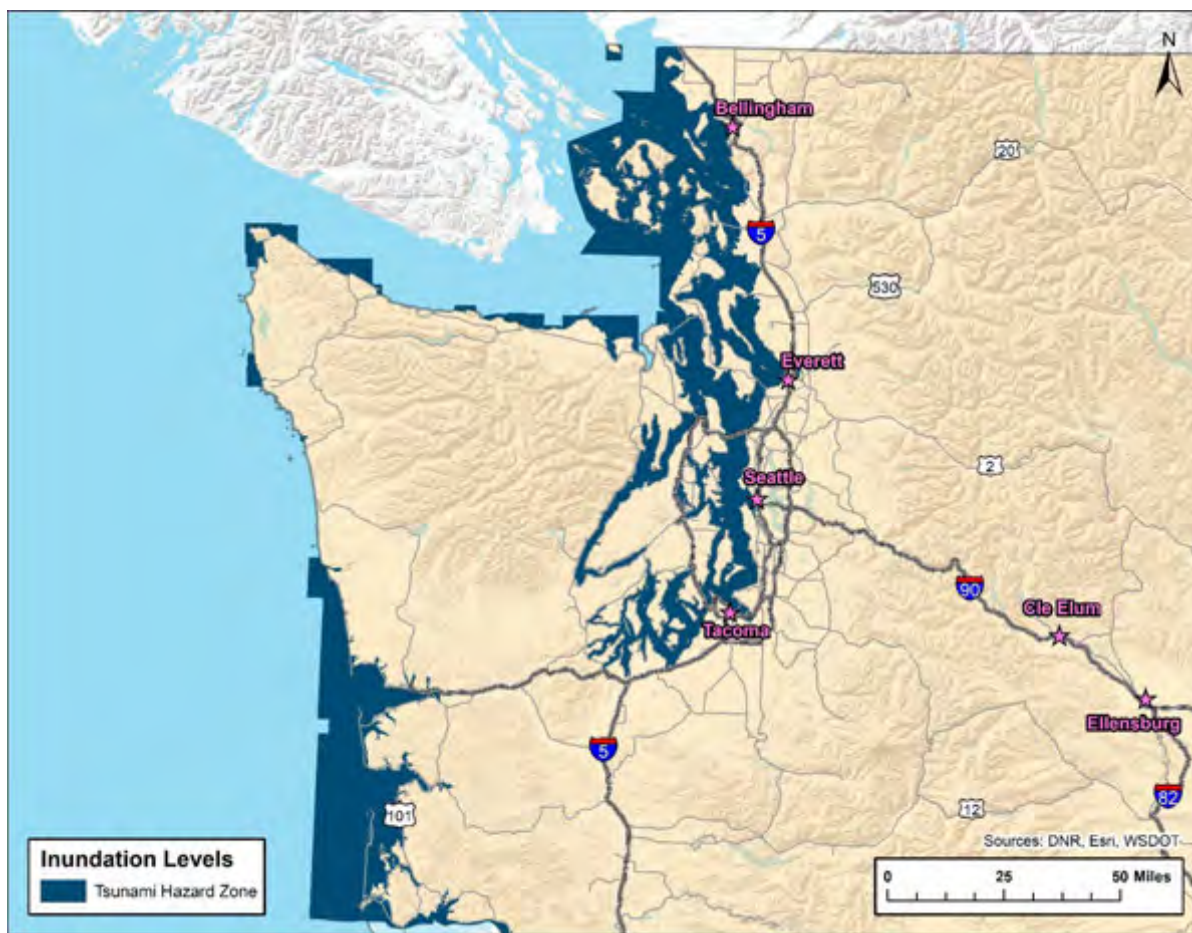 N
Bellingham
20
5
530
Everett
2
Seattle
90
Cle Elum
Tacoma
Ellensburg
5
82
101
12
Sources: DNR, Esri, WSDOT
Inundation Levels
Tsunami Hazard Zone
0 25 50 Miles